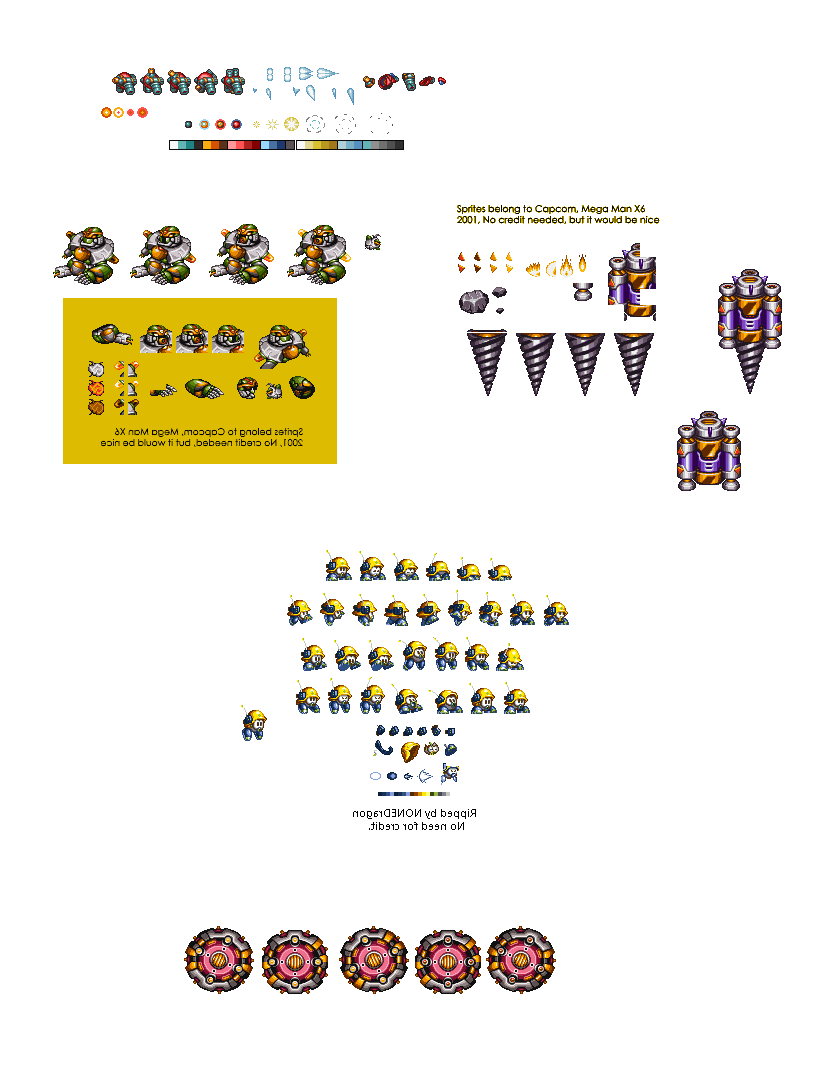 Sprites belong to Capcom, Mega Man X6
2001, No credit needed, but it would be nice
Sprites belong to Capcom, Mega Man X6
2001, No credit needed, but it would be nice
Ripped by NONEDragon
No need for credit.